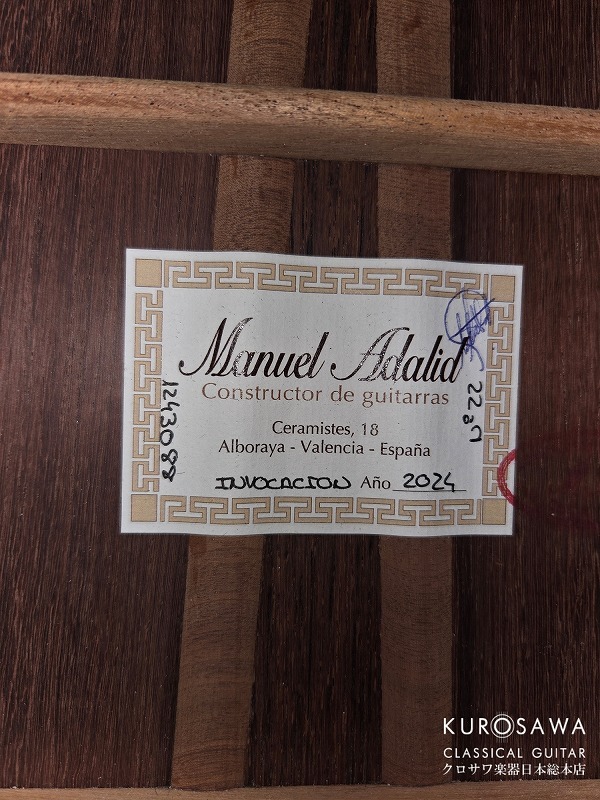 Manuel Adalid
Constructor de guitarras
Ceramistes, 18
Alboraya - Valencia - España
INVOCACION Año 2024
1243088
KUROSAWA
CLASSICAL GUITAR
クロサワ楽器日本総本店